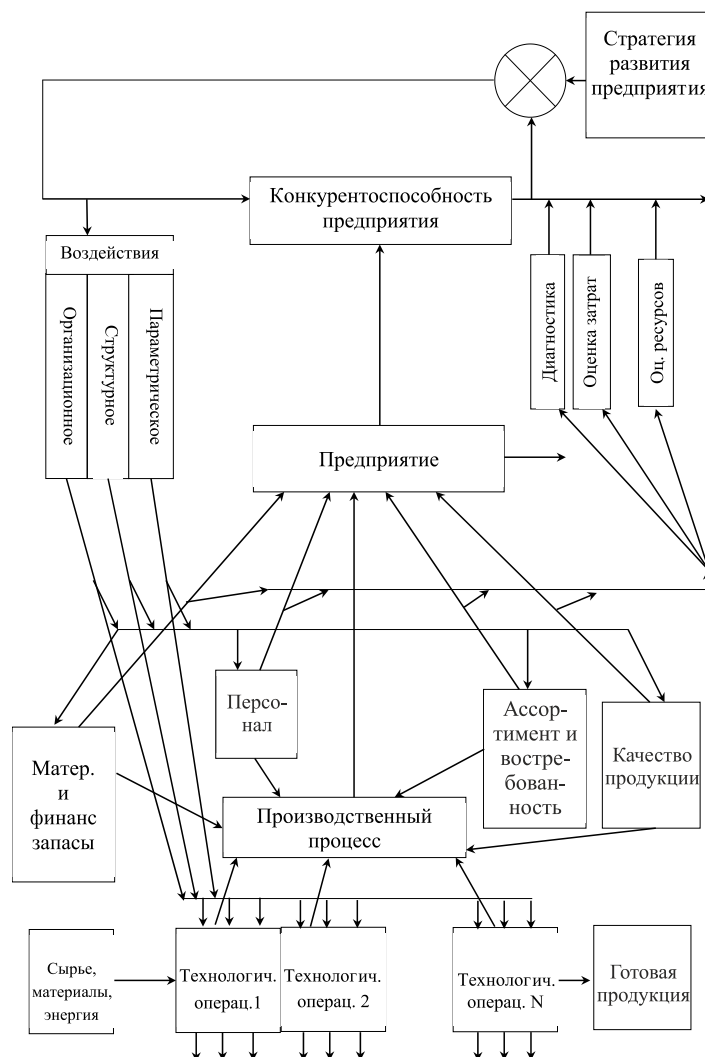 Стратегия
развития
предприятия
Конкурентоспособность
предприятия
Воздействия
Организационное
Структурное
Параметрическое
Диагностика
Оценка затрат
Оц. ресурсов
Предприятие
Персо-
нал
Ассор-
тимент и
востре-
бован-
ность
Качество
продукции
Матер.
и
финанс
запасы
Производственный
процесс
Сырье,
материалы,
энергия
Технологич.
операц.1
Технологич.
операц. 2
Технологич.
операц. N
Готовая
продукция